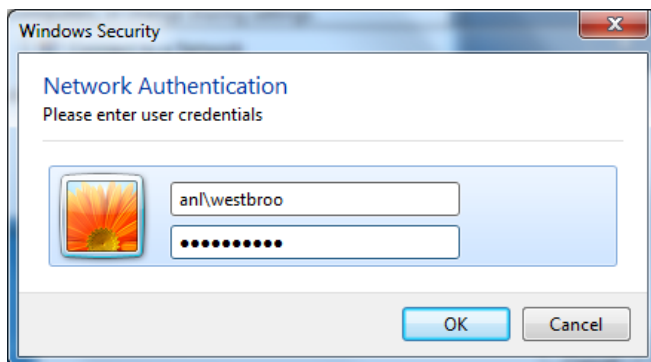 Windows Security
Network Authentication
Please enter user credentials
anl\westbroo
••••••••••
OK
Cancel